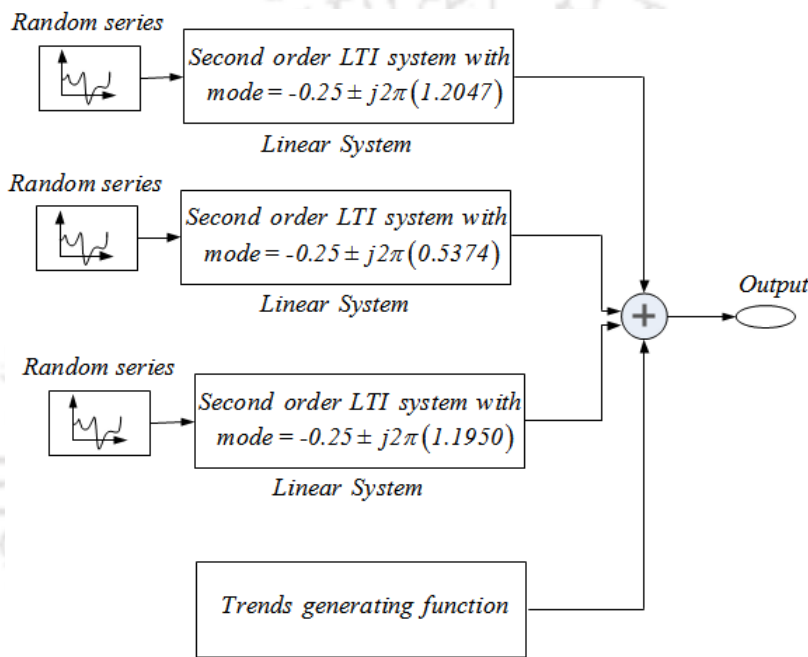 Random series
Second order LTI system with
mode = -0.25 ± j2π(1.2047)
Linear System
Random series
Second order LTI system with
mode = -0.25 ± j2π(0.5374)
Linear System
Output
+
Random series
Second order LTI system with
mode = -0.25 ± j2π(1.1950)
Linear System
Trends generating function